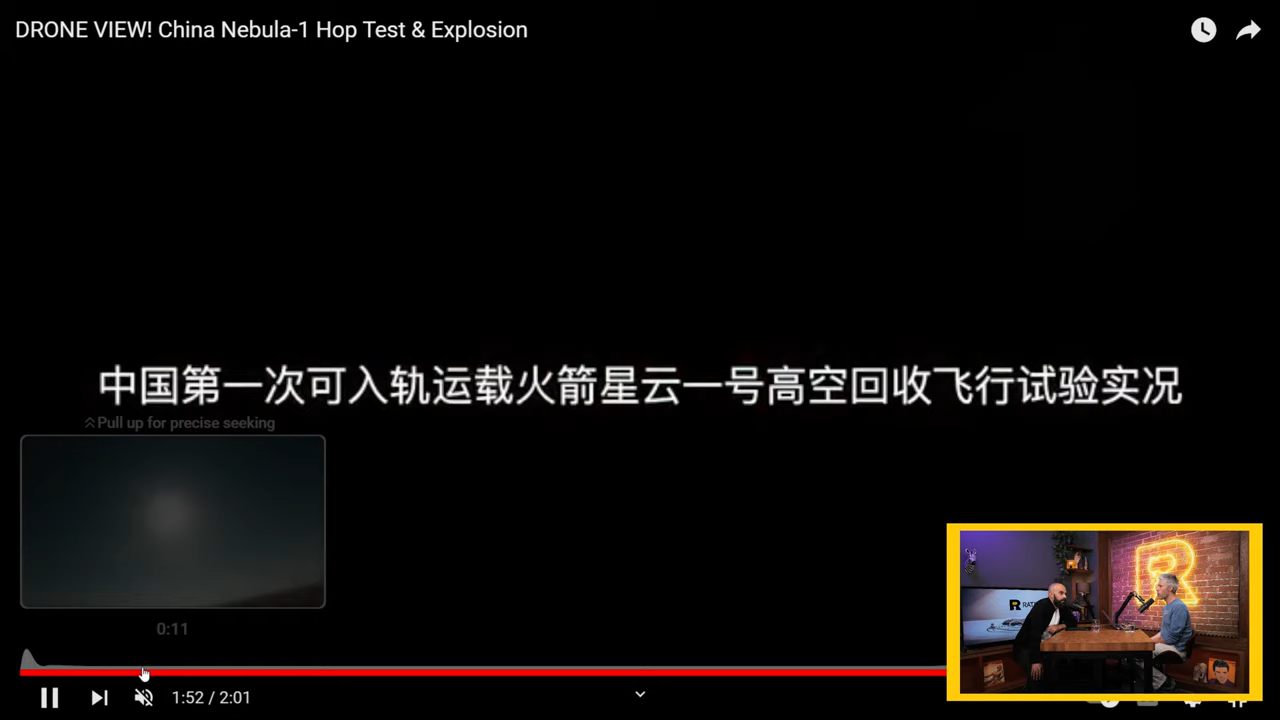 DRONE VIEW! China Nebula-1 Hop Test & Explosion
中国第一次可入轨运载火箭星云一号高空回收飞行试验实况
Pull up for precise seeking
0:11
1:52 / 2:01
R
R RAT